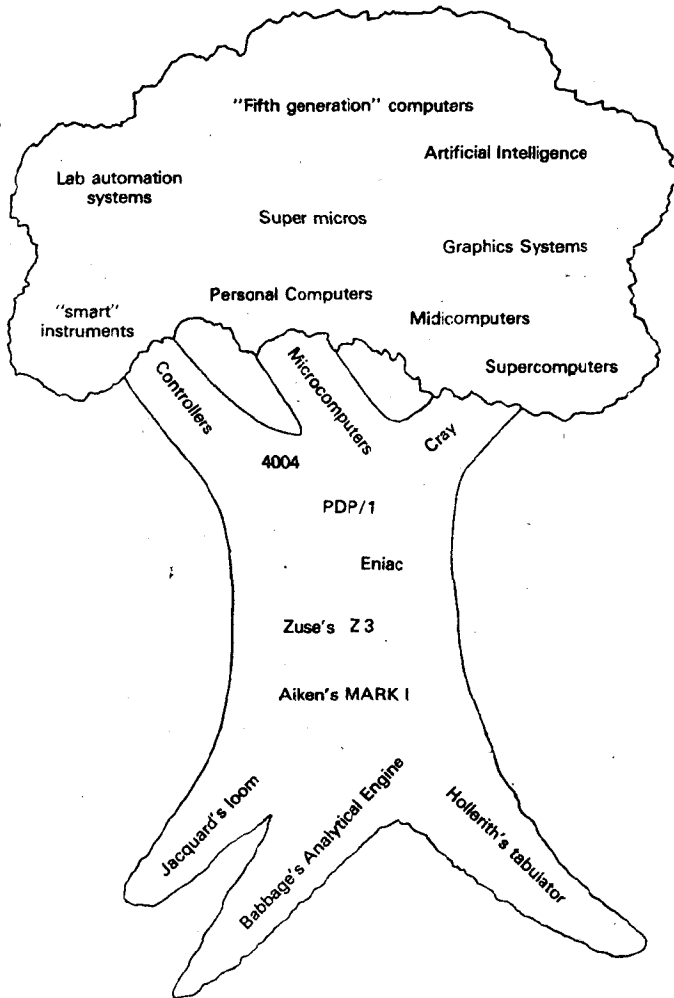 "Fifth generation" computers
Artificial Intelligence
Lab automation
systems
Super micros
Graphics Systems
Personal Computers
"smart"
instruments
Midicomputers
Supercomputers
Controllers
Microcomputers
Cray
4004
PDP/1
Eniac
Zuse's Z3
Aiken's MARK I
Jacquard's loom
Babbage's Analytical Engine
Hollerith's tabulator